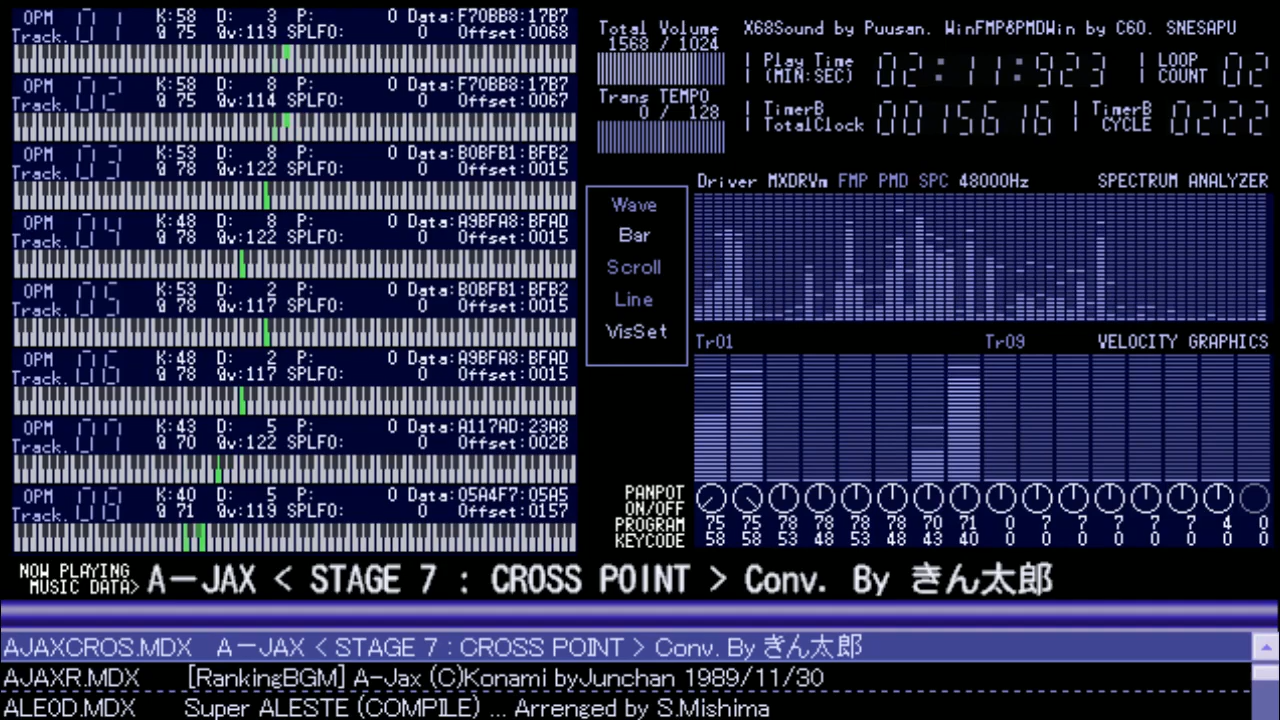 OPM Track. 01 K:58 D: 3 P: 0 Data:F70BB8:17B7
@ 75 @v:119 SPLFO: 0 Offset:0068
OPM Track. 02 K:58 D: 8 P: 0 Data:F70BB8:17B7
@ 75 @v:114 SPLFO: 0 Offset:0067
OPM Track. 03 K:53 D: 8 P: 0 Data:B0BFB1:BFB2
@ 78 @v:122 SPLFO: 0 Offset:0015
OPM Track. 04 K:48 D: 8 P: 0 Data:A9BFA8:BFAD
@ 78 @v:122 SPLFO: 0 Offset:0015
OPM Track. 05 K:53 D: 2 P: 0 Data:B0BFB1:BFB2
@ 78 @v:117 SPLFO: 0 Offset:0015
OPM Track. 06 K:48 D: 2 P: 0 Data:A9BFA8:BFAD
@ 78 @v:117 SPLFO: 0 Offset:0015
OPM Track. 07 K:43 D: 5 P: 0 Data:A117AD:23A8
@ 70 @v:122 SPLFO: 0 Offset:002B
OPM Track. 08 K:40 D: 5 P: 0 Data:05A4F7:05A5
@ 71 @v:119 SPLFO: 0 Offset:0157
Total Volume
1568 / 1024
Trans TEMPO
0 / 128
X68Sound by Puusan. WinFMP&PMDWin by C60. SNESAPU
Play Time (MIN:SEC) 02:11:923 LOOP COUNT 02
TimerB TotalClock 0015616 TimerB CYCLE 0222
Wave
Bar
Scroll
Line
VisSet
Driver MXDRVm FMP PMD SPC 48000Hz SPECTRUM ANALYZER
Tr01 Tr09 VELOCITY GRAPHICS
PANPOT
ON/OFF
PROGRAM 75 75 78 78 78 78 70 71 0 7 7 7 7 7 4 0
KEYCODE 58 58 53 48 53 48 43 40 0 0 0 0 0 0 0 0
NOW PLAYING MUSIC DATA> A−JAX < STAGE 7 : CROSS POINT > Conv. By きん太郎
AJAXCROS.MDX A−JAX < STAGE 7 : CROSS POINT > Conv. By きん太郎
AJAXR.MDX [RankingBGM] A-Jax (C)Konami byJunchan 1989/11/30
ALE0D.MDX Super ALESTE (COMPILE) ... Arranged by S.Mishima